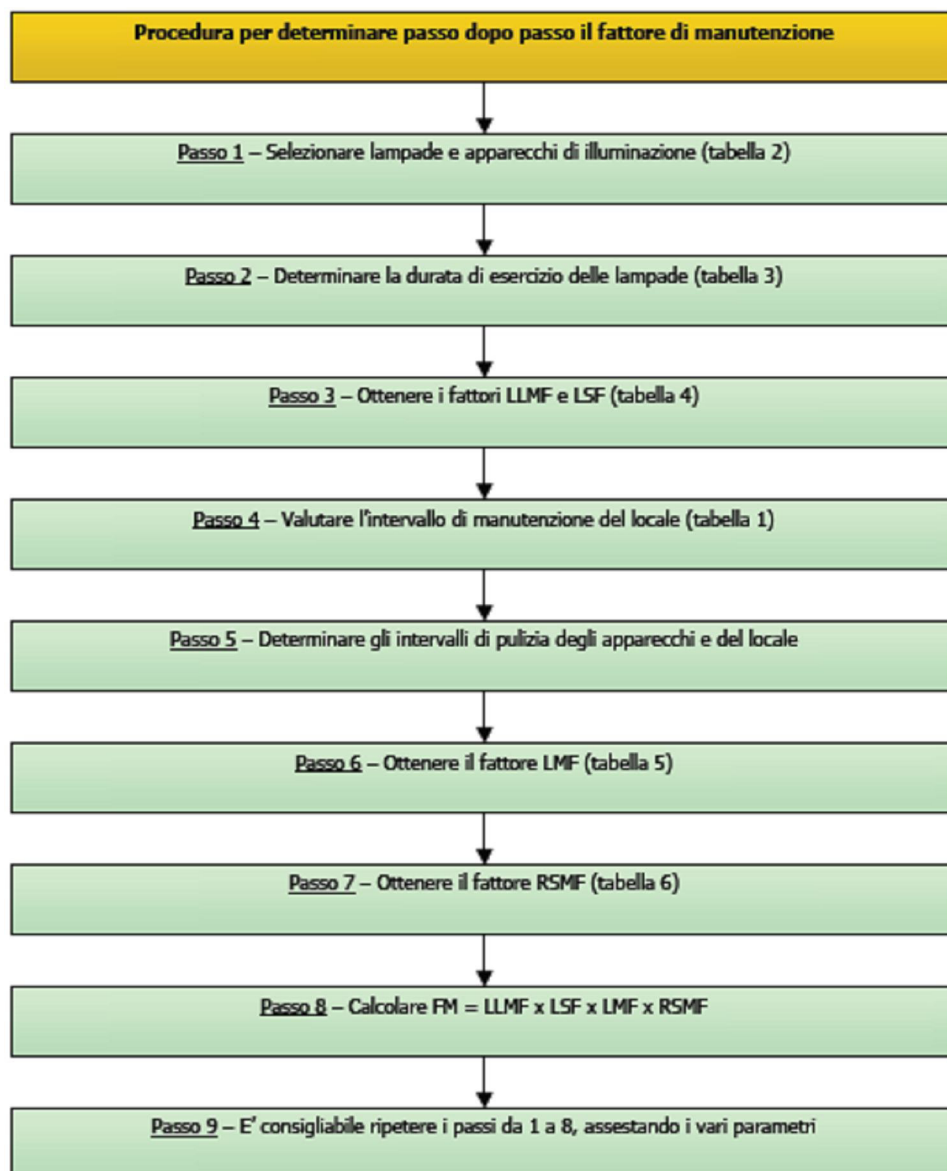 Procedura per determinare passo dopo passo il fattore di manutenzione
Passo 1 – Selezionare lampade e apparecchi di illuminazione (tabella 2)
Passo 2 – Determinare la durata di esercizio delle lampade (tabella 3)
Passo 3 – Ottenere i fattori LLMF e LSF (tabella 4)
Passo 4 – Valutare l'intervallo di manutenzione del locale (tabella 1)
Passo 5 – Determinare gli intervalli di pulizia degli apparecchi e del locale
Passo 6 – Ottenere il fattore LMF (tabella 5)
Passo 7 – Ottenere il fattore RSMF (tabella 6)
Passo 8 – Calcolare FM = LLMF x LSF x LMF x RSMF
Passo 9 – E' consigliabile ripetere i passi da 1 a 8, assestando i vari parametri